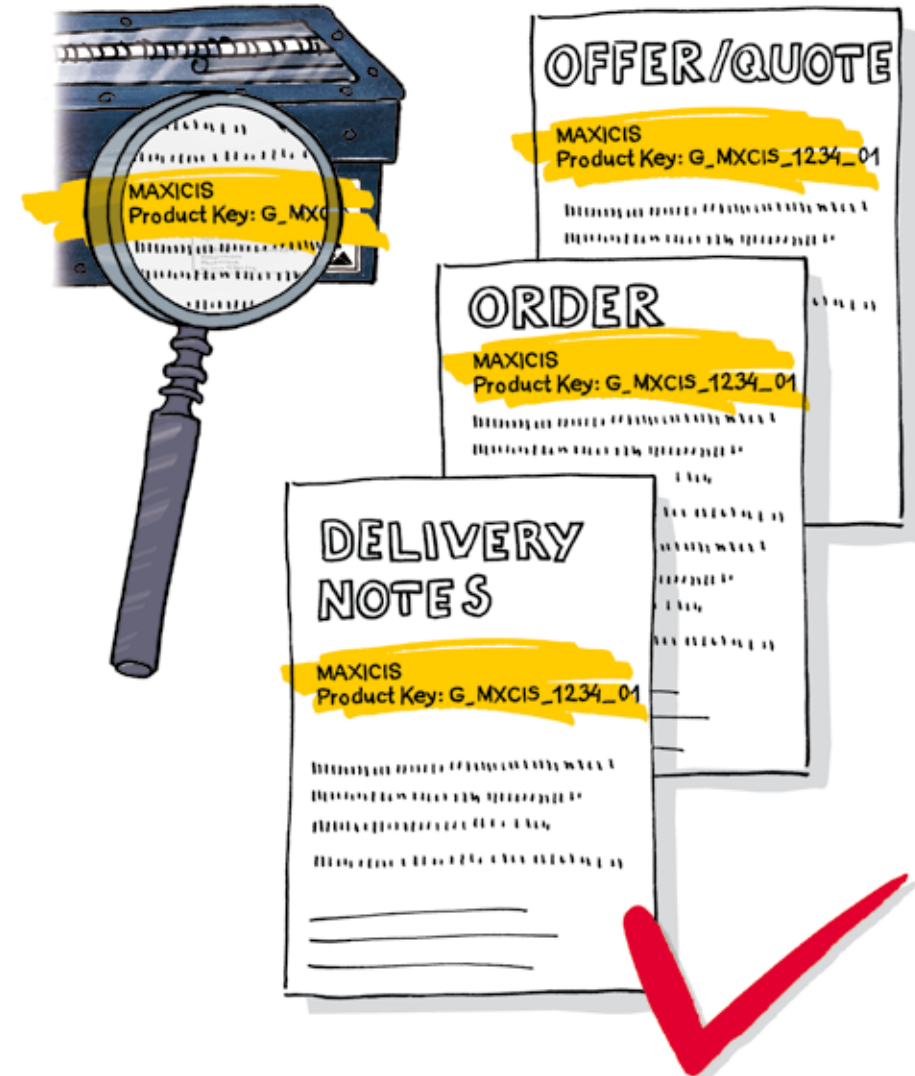 MAXICIS
Product Key: G_MXC
OFFER/QUOTE
MAXICIS
Product Key: G_MXCIS_1234_01
ORDER
MAXICIS
Product Key: G_MXCIS_1234_01
DELIVERY
NOTES
MAXICIS
Product Key: G_MXCIS_1234_01